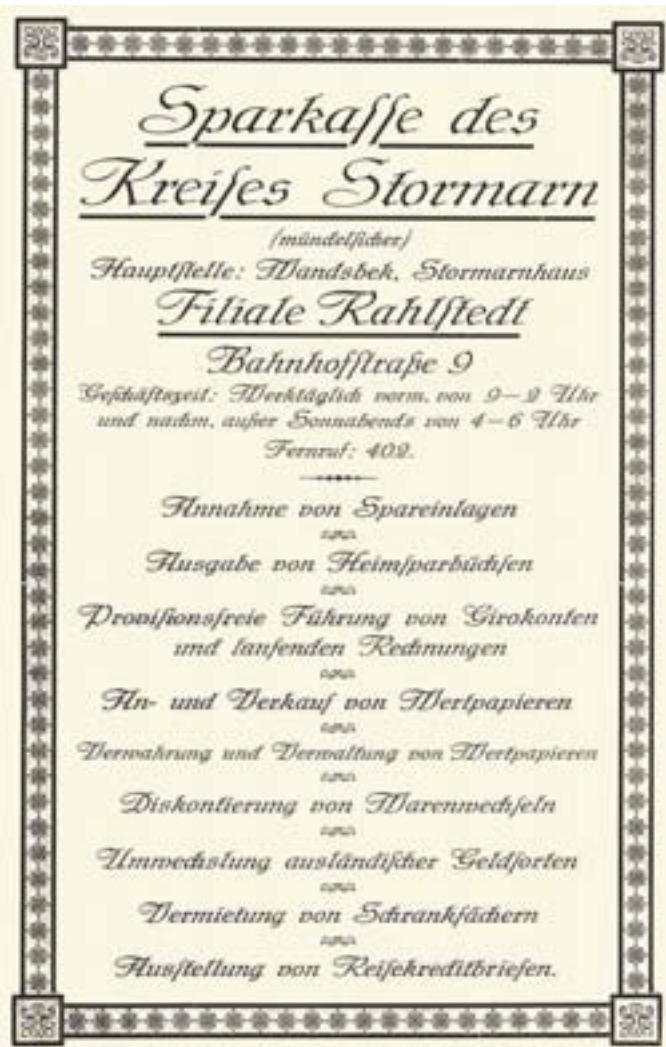 Sparkaſſe des
Kreiſes Stormarn
(mündelſicher)
Hauptſtelle: Wandsbek, Stormarnhaus
Filiale Rahlſtedt
Bahnhofſtraße 9
Geſchäftszeit: Werktäglich vorm. von 9–2 Uhr
und nachm. außer Sonnabends von 4–6 Uhr
Fernruf: 402.
Annahme von Spareinlagen
Ausgabe von Heimſparbüchſen
Proviſionsfreie Führung von Girokonten
und laufenden Rechnungen
An- und Verkauf von Wertpapieren
Verwahrung und Verwaltung von Wertpapieren
Diskontierung von Warenwechſeln
Umwechslung ausländiſcher Geldſorten
Vermietung von Schrankfächern
Ausſtellung von Reiſekreditbriefen.